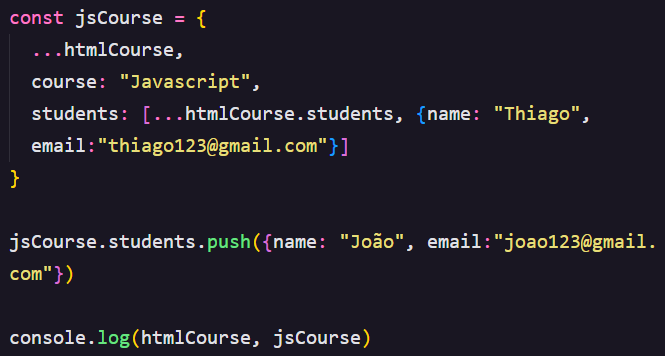 const jsCourse = {
  ...htmlCourse,
  course: "Javascript",
  students: [...htmlCourse.students, {name: "Thiago",
  email:"thiago123@gmail.com"}]
}

jsCourse.students.push({name: "João", email:"joao123@gmail.
com"})

console.log(htmlCourse, jsCourse)